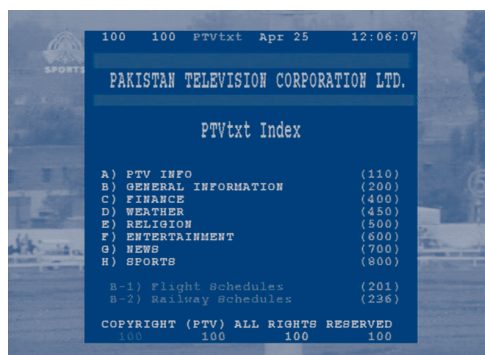 100 100 PTVtxt Apr 25 12:06:07
SPORTS
PAKISTAN TELEVISION CORPORATION LTD.
PTVtxt Index
A) PTV INFO (110)
B) GENERAL INFORMATION (200)
C) FINANCE (400)
D) WEATHER (450)
E) RELIGION (500)
F) ENTERTAINMENT (600)
G) NEWS (700)
H) SPORTS (800)
B-1) Flight Schedules (201)
B-2) Railway Schedules (236)
COPYRIGHT (PTV) ALL RIGHTS RESERVED
100 100 100 100